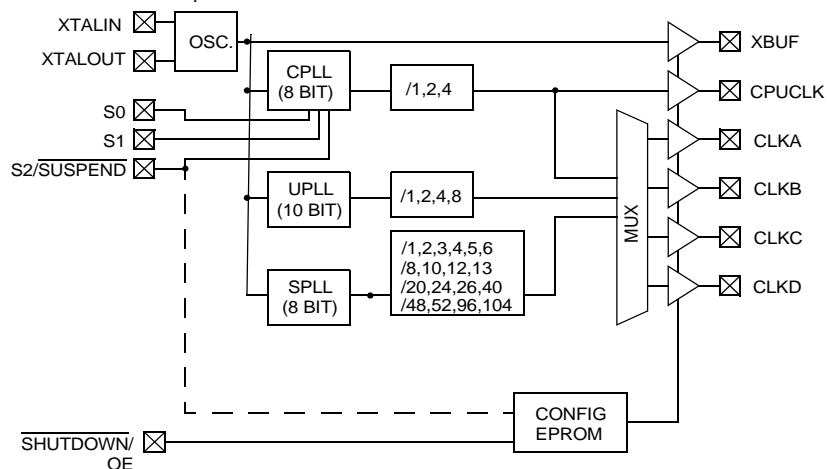 XTALIN
XTALOUT
OSC.
XBUF
CPLL
(8 BIT)
/1,2,4
CPUCLK
S0
S1
S2/SUSPEND
CLKA
CLKB
CLKC
CLKD
MUX
UPLL
(10 BIT)
/1,2,4,8
SPLL
(8 BIT)
/1,2,3,4,5,6
/8,10,12,13
/20,24,26,40
/48,52,96,104
CONFIG
EPROM
SHUTDOWN/
OE